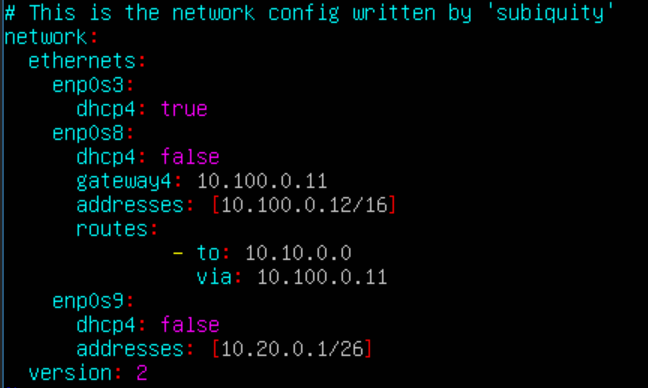 # This is the network config written by 'subiquity'
network:
  ethernets:
    enp0s3:
      dhcp4: true
    enp0s8:
      dhcp4: false
      gateway4: 10.100.0.11
      addresses: [10.100.0.12/16]
      routes:
              - to: 10.10.0.0
                via: 10.100.0.11
    enp0s9:
      dhcp4: false
      addresses: [10.20.0.1/26]
  version: 2